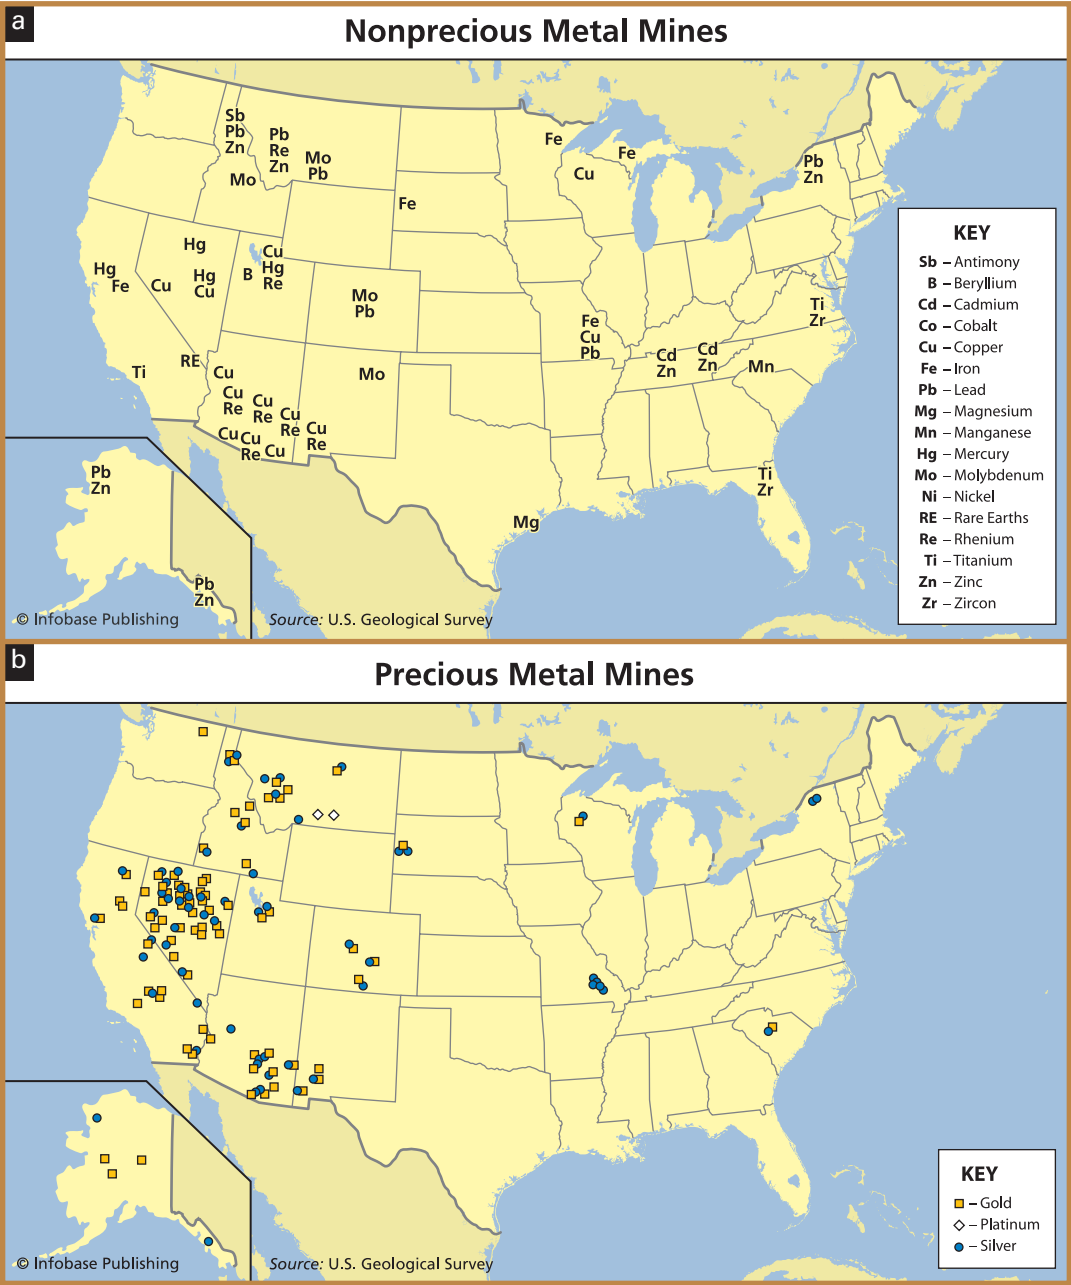 a
Nonprecious Metal Mines
Sb
Pb
Zn
Pb
Re
Zn
Mo
Pb
Mo
Fe
Fe
Fe
Cu
Pb
Zn
Hg
Hg
Fe
Cu
Hg
Cu
B
Cu
Hg
Re
Mo
Pb
Fe
Cu
Pb
Ti
Zr
Cd
Zn
Cd
Zn
Mn
Ti
RE
Cu
Mo
Cu
Re
Cu
Re
Cu
Re
Cu
Re
Cu
Cu
Re
Cu
Ti
Zr
Mg
Pb
Zn
Pb
Zn
KEY
Sb – Antimony
B – Beryllium
Cd – Cadmium
Co – Cobalt
Cu – Copper
Fe – Iron
Pb – Lead
Mg – Magnesium
Mn – Manganese
Hg – Mercury
Mo – Molybdenum
Ni – Nickel
RE – Rare Earths
Re – Rhenium
Ti – Titanium
Zn – Zinc
Zr – Zircon
© Infobase Publishing
Source: U.S. Geological Survey
b
Precious Metal Mines
KEY
– Gold
– Platinum
– Silver
© Infobase Publishing
Source: U.S. Geological Survey